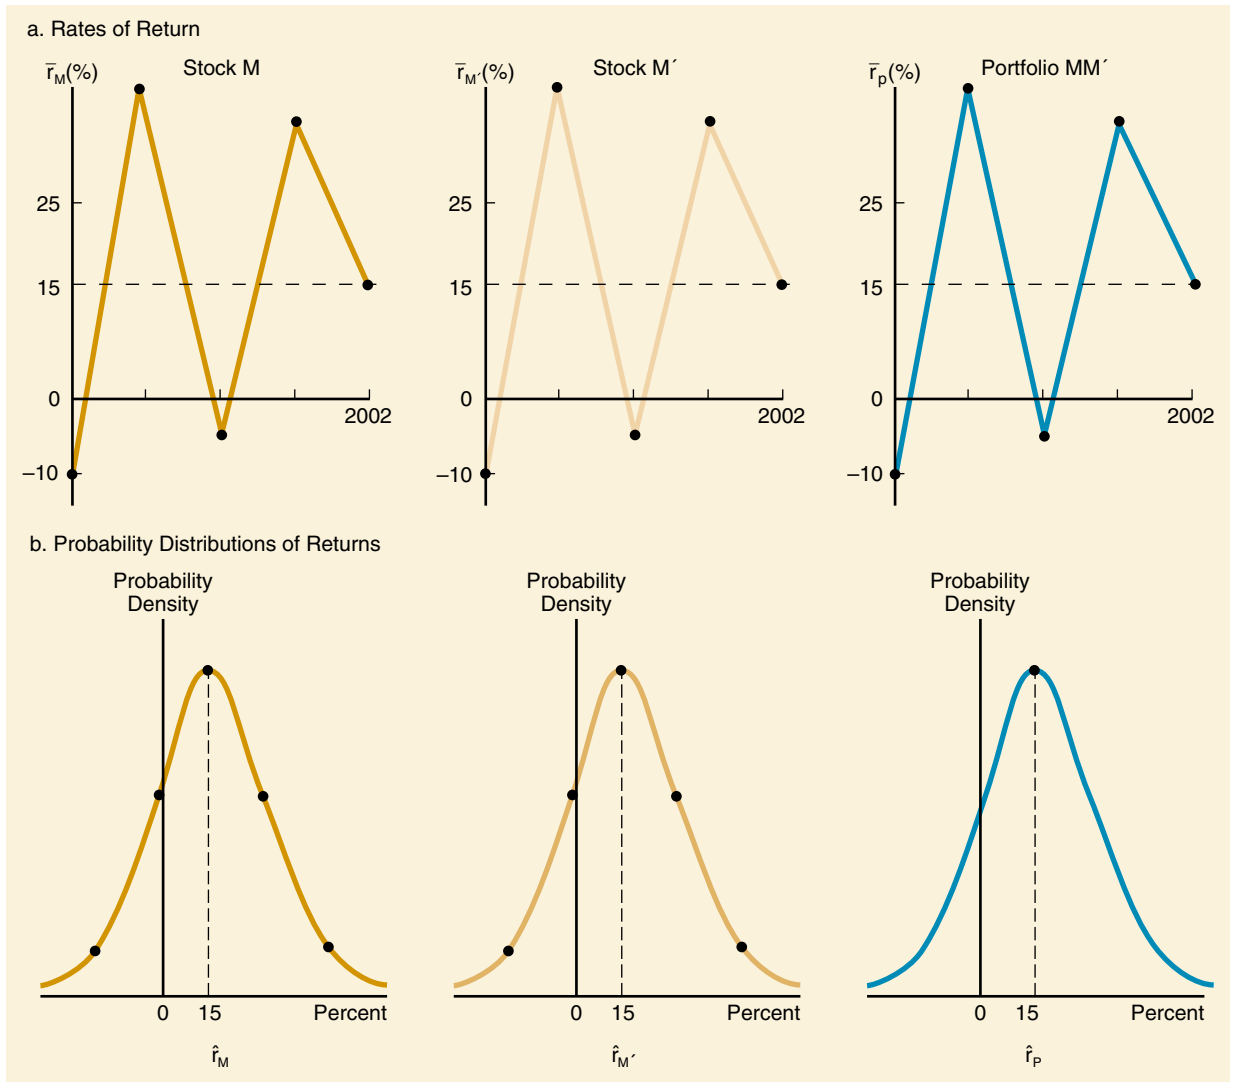 a. Rates of Return
r̅M(%) Stock M
25
15
0
2002
–10
r̅M´(%) Stock M´
25
15
0
2002
–10
r̅p(%) Portfolio MM´
25
15
0
2002
–10
b. Probability Distributions of Returns
Probability
Density
0 15 Percent
r̂M
Probability
Density
0 15 Percent
r̂M´
Probability
Density
0 15 Percent
r̂P